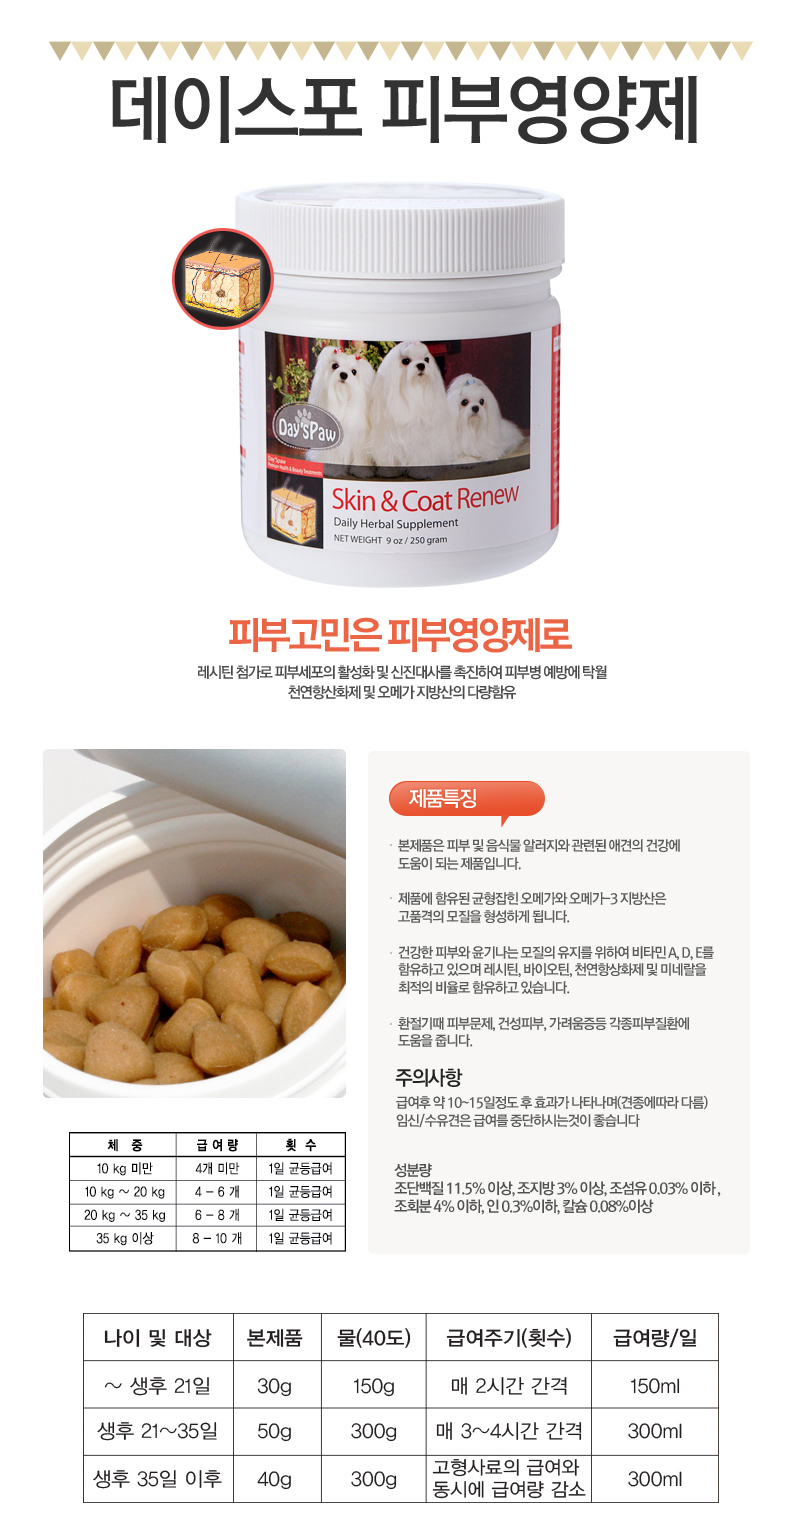 데이스포 피부영양제
Day'sPaw
Day'spaw
Premium Health & Beauty Treatments
Skin & Coat Renew
Daily Herbal Supplement
NET WEIGHT 9 oz / 250 gram
피부고민은 피부영양제로
레시틴 첨가로 피부세포의 활성화 및 신진대사를 촉진하여 피부병 예방에 탁월
천연항산화제 및 오메가 지방산의 다량함유
제품특징
· 본제품은 피부 및 음식물 알러지와 관련된 애견의 건강에
도움이 되는 제품입니다.
· 제품에 함유된 균형잡힌 오메가와 오메가-3 지방산은
고품격의 모질을 형성하게 됩니다.
· 건강한 피부와 윤기나는 모질의 유지를 위하여 비타민 A, D, E를
함유하고 있으며 레시틴, 바이오틴, 천연항상화제 및 미네랄을
최적의 비율로 함유하고 있습니다.
· 환절기때 피부문제, 건성피부, 가려움증등 각종피부질환에
도움을 줍니다.
주의사항
급여후 약 10~15일정도 후 효과가 나타나며(견종에따라 다름)
임신/수유견은 급여를 중단하시는것이 좋습니다
성분량
조단백질 11.5% 이상, 조지방 3% 이상, 조섬유 0.03% 이하,
조회분 4% 이하, 인 0.3%이하, 칼슘 0.08%이상
체 중 급여량 횟 수
10 kg 미만 4개 미만 1일 균등급여
10 kg ~ 20 kg 4 - 6 개 1일 균등급여
20 kg ~ 35 kg 6 - 8 개 1일 균등급여
35 kg 이상 8 - 10 개 1일 균등급여
나이 및 대상 본제품 물(40도) 급여주기(횟수) 급여량/일
~ 생후 21일 30g 150g 매 2시간 간격 150ml
생후 21~35일 50g 300g 매 3~4시간 간격 300ml
생후 35일 이후 40g 300g 고형사료의 급여와 동시에 급여량 감소 300ml